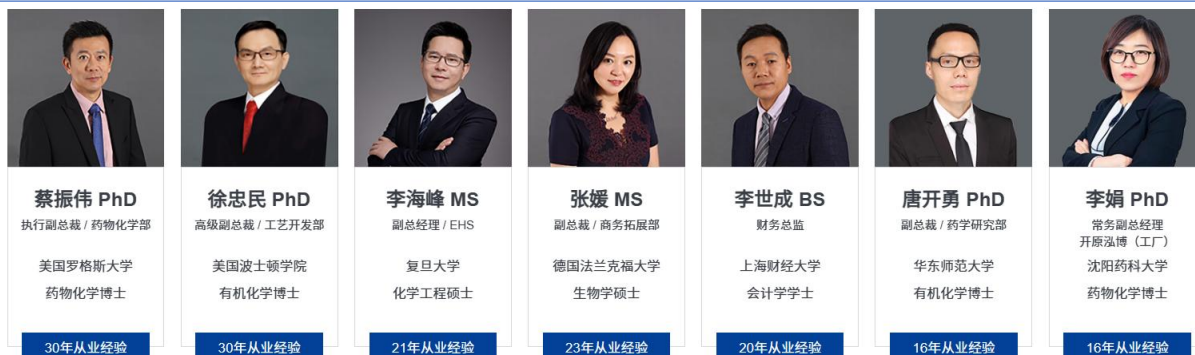 蔡振伟 PhD
执行副总裁 / 药物化学部
美国罗格斯大学
药物化学博士
30年从业经验
徐忠民 PhD
高级副总裁 / 工艺开发部
美国波士顿学院
有机化学博士
30年从业经验
李海峰 MS
副总经理 / EHS
复旦大学
化学工程硕士
21年从业经验
张媛 MS
副总裁 / 商务拓展部
德国法兰克福大学
生物学硕士
23年从业经验
李世成 BS
财务总监
上海财经大学
会计学学士
20年从业经验
唐开勇 PhD
副总裁 / 药学研究部
华东师范大学
有机化学博士
16年从业经验
李娟 PhD
常务副总经理
开原泓博（工厂）
沈阳药科大学
药物化学博士
16年从业经验